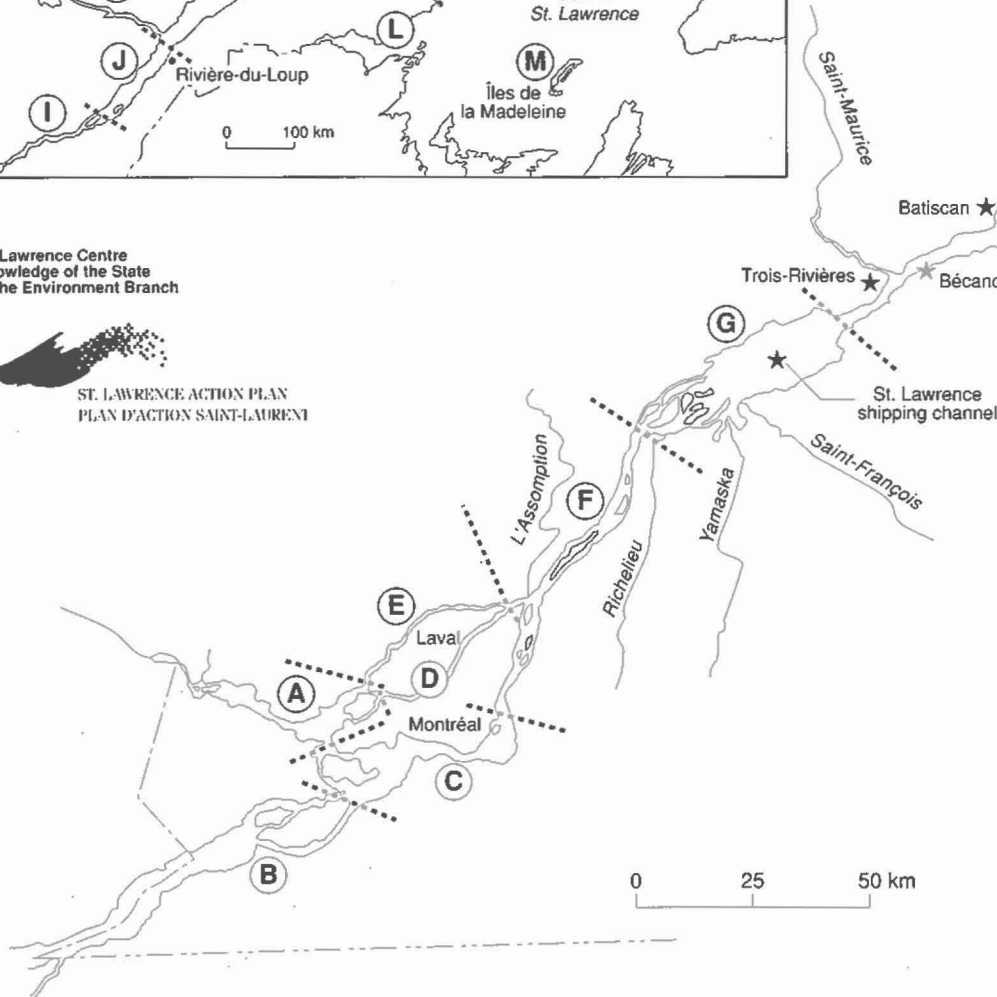 St. Lawrence
L
J
M
Rivière-du-Loup
Îles de
la Madeleine
I
0 100 km
Saint-Maurice
Batiscan
Lawrence Centre
owledge of the State
he Environment Branch
Trois-Rivières
Bécanc
G
ST. LAWRENCE ACTION PLAN
PLAN D'ACTION SAINT-LAURENT
St. Lawrence
shipping channel
Saint-François
L'Assomption
F
Yamaska
Richelieu
E
Laval
D
A
Montréal
C
B
0 25 50 km